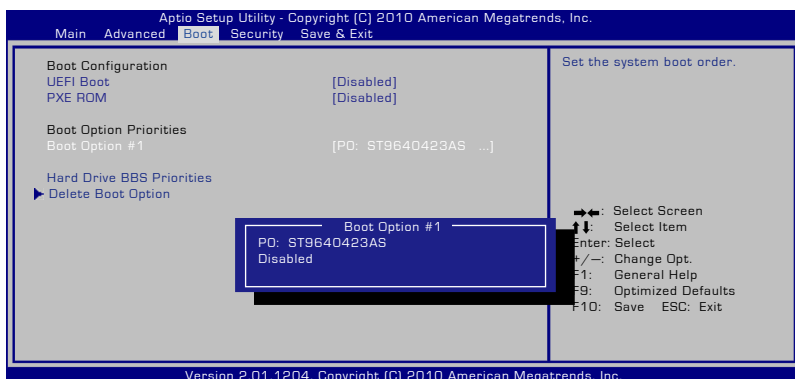 Aptio Setup Utility - Copyright (C) 2010 American Megatrends, Inc.
Main Advanced Boot Security Save & Exit
Boot Configuration
UEFI Boot [Disabled]
PXE ROM [Disabled]
Boot Option Priorities
Boot Option #1 [P0: ST9640423AS ...]
Hard Drive BBS Priorities
Delete Boot Option
Boot Option #1
P0: ST9640423AS
Disabled
Set the system boot order.
→←: Select Screen
↑↓: Select Item
Enter: Select
+/—: Change Opt.
F1: General Help
F9: Optimized Defaults
F10: Save ESC: Exit
Version 2.01.1204. Copyright (C) 2010 American Megatrends, Inc.